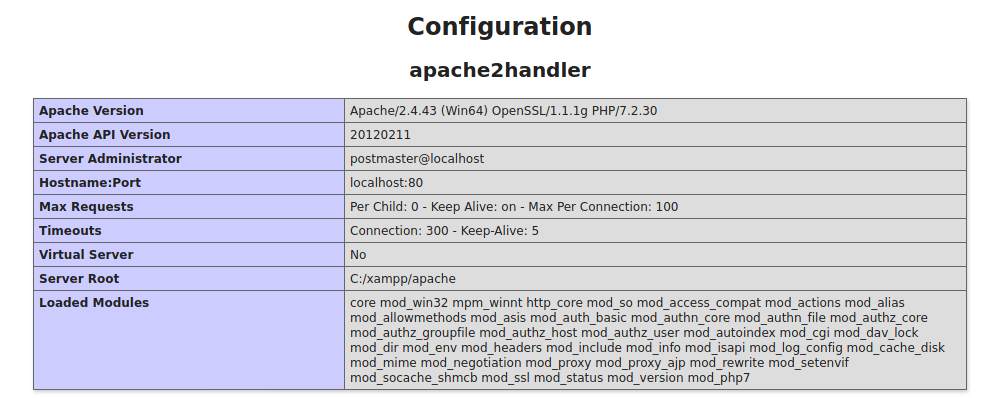 Configuration
apache2handler
Apache Version Apache/2.4.43 (Win64) OpenSSL/1.1.1g PHP/7.2.30
Apache API Version 20120211
Server Administrator postmaster@localhost
Hostname:Port localhost:80
Max Requests Per Child: 0 - Keep Alive: on - Max Per Connection: 100
Timeouts Connection: 300 - Keep-Alive: 5
Virtual Server No
Server Root C:/xampp/apache
Loaded Modules core mod_win32 mpm_winnt http_core mod_so mod_access_compat mod_actions mod_alias
mod_allowmethods mod_asis mod_auth_basic mod_authn_core mod_authn_file mod_authz_core
mod_authz_groupfile mod_authz_host mod_authz_user mod_autoindex mod_cgi mod_dav_lock
mod_dir mod_env mod_headers mod_include mod_info mod_isapi mod_log_config mod_cache_disk
mod_mime mod_negotiation mod_proxy mod_proxy_ajp mod_rewrite mod_setenvif
mod_socache_shmcb mod_ssl mod_status mod_version mod_php7